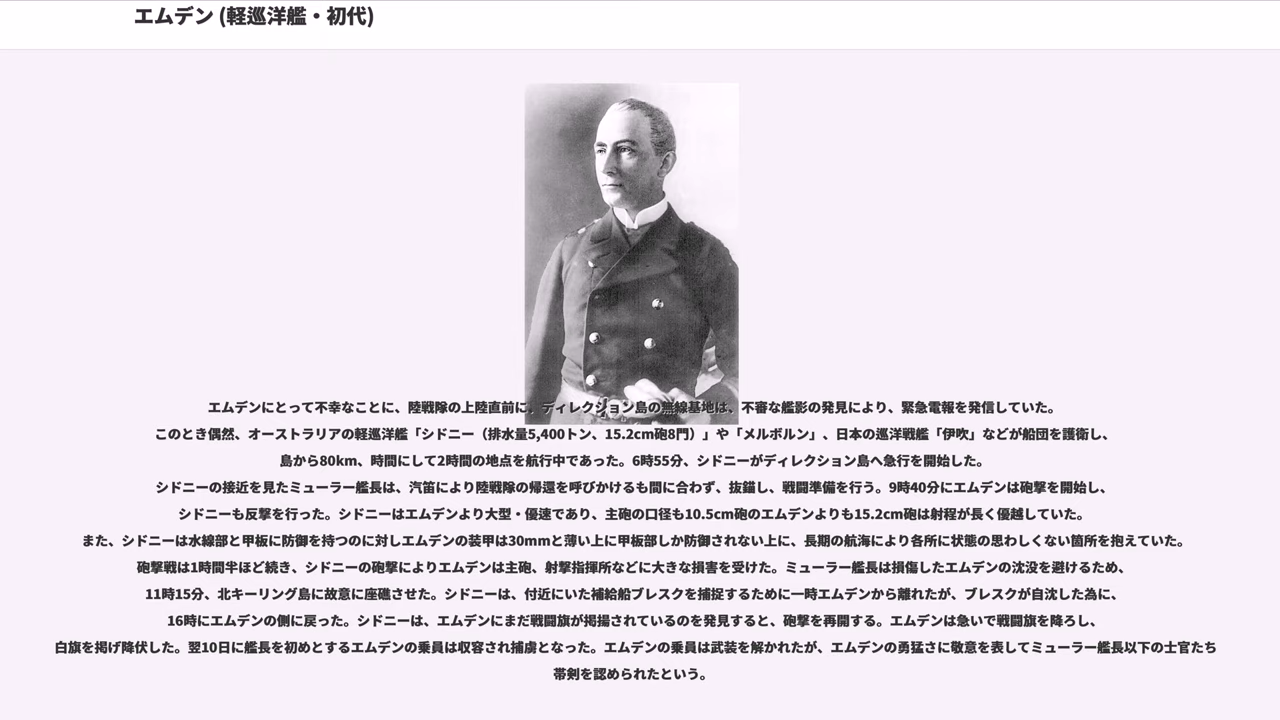 エムデン (軽巡洋艦・初代)
エムデンにとって不幸なことに、陸戦隊の上陸直前に、ディレクション島の無線基地は、不審な艦影の発見により、緊急電報を発信していた。
このとき偶然、オーストラリアの軽巡洋艦「シドニー（排水量5,400トン、15.2cm砲8門）」や「メルボルン」、日本の巡洋戦艦「伊吹」などが船団を護衛し、
島から80km、時間にして2時間の地点を航行中であった。6時55分、シドニーがディレクション島へ急行を開始した。
シドニーの接近を見たミューラー艦長は、汽笛により陸戦隊の帰還を呼びかけるも間に合わず、抜錨し、戦闘準備を行う。9時40分にエムデンは砲撃を開始し、
シドニーも反撃を行った。シドニーはエムデンより大型・優速であり、主砲の口径も10.5cm砲のエムデンよりも15.2cm砲は射程が長く優越していた。
また、シドニーは水線部と甲板に防御を持つのに対しエムデンの装甲は30mmと薄い上に甲板部しか防御されない上に、長期の航海により各所に状態の思わしくない箇所を抱えていた。
砲撃戦は1時間半ほど続き、シドニーの砲撃によりエムデンは主砲、射撃指揮所などに大きな損害を受けた。ミューラー艦長は損傷したエムデンの沈没を避けるため、
11時15分、北キーリング島に故意に座礁させた。シドニーは、付近にいた補給船ブレスクを捕捉するために一時エムデンから離れたが、ブレスクが自沈した為に、
16時にエムデンの側に戻った。シドニーは、エムデンにまだ戦闘旗が掲揚されているのを発見すると、砲撃を再開する。エムデンは急いで戦闘旗を降ろし、
白旗を掲げ降伏した。翌10日に艦長を初めとするエムデンの乗員は収容され捕虜となった。エムデンの乗員は武装を解かれたが、エムデンの勇猛さに敬意を表してミューラー艦長以下の士官たち
帯剣を認められたという。